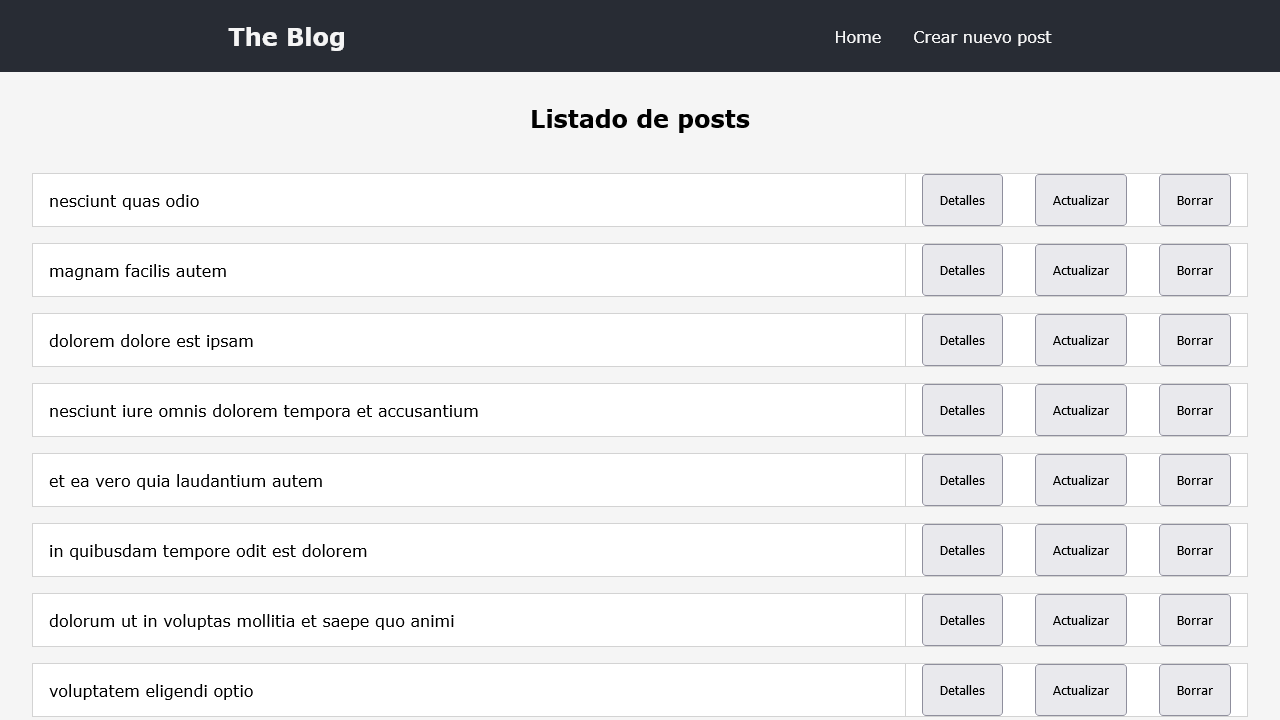 The Blog Home Crear nuevo post
Listado de posts
nesciunt quas odio Detalles Actualizar Borrar
magnam facilis autem Detalles Actualizar Borrar
dolorem dolore est ipsam Detalles Actualizar Borrar
nesciunt iure omnis dolorem tempora et accusantium Detalles Actualizar Borrar
et ea vero quia laudantium autem Detalles Actualizar Borrar
in quibusdam tempore odit est dolorem Detalles Actualizar Borrar
dolorum ut in voluptas mollitia et saepe quo animi Detalles Actualizar Borrar
voluptatem eligendi optio Detalles Actualizar Borrar